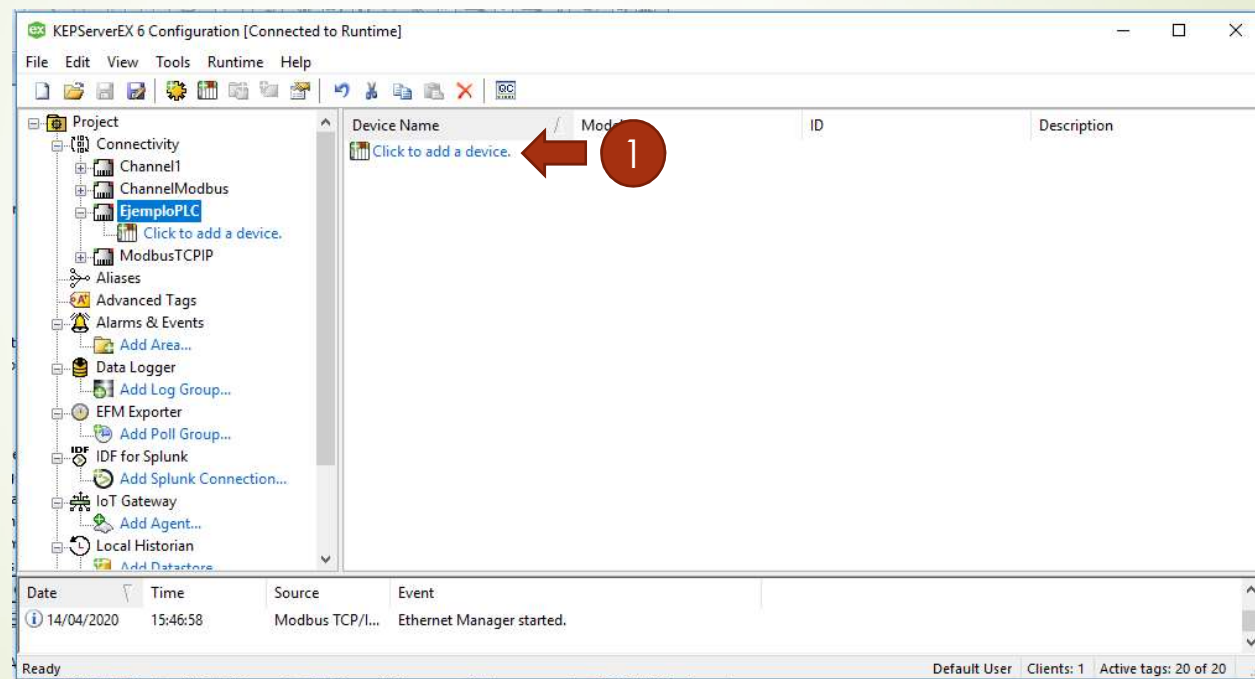 KEPServerEX 6 Configuration [Connected to Runtime]
File Edit View Tools Runtime Help
Project
Connectivity
Channel1
ChannelModbus
EjemploPLC
Click to add a device.
ModbusTCPIP
Aliases
Advanced Tags
Alarms & Events
Add Area...
Data Logger
Add Log Group...
EFM Exporter
Add Poll Group...
IDF for Splunk
Add Splunk Connection...
IoT Gateway
Add Agent...
Local Historian
Add Datastore
Device Name ID Description
Click to add a device. 1
Date Time Source Event
14/04/2020 15:46:58 Modbus TCP/I... Ethernet Manager started.
Ready Default User Clients: 1 Active tags: 20 of 20